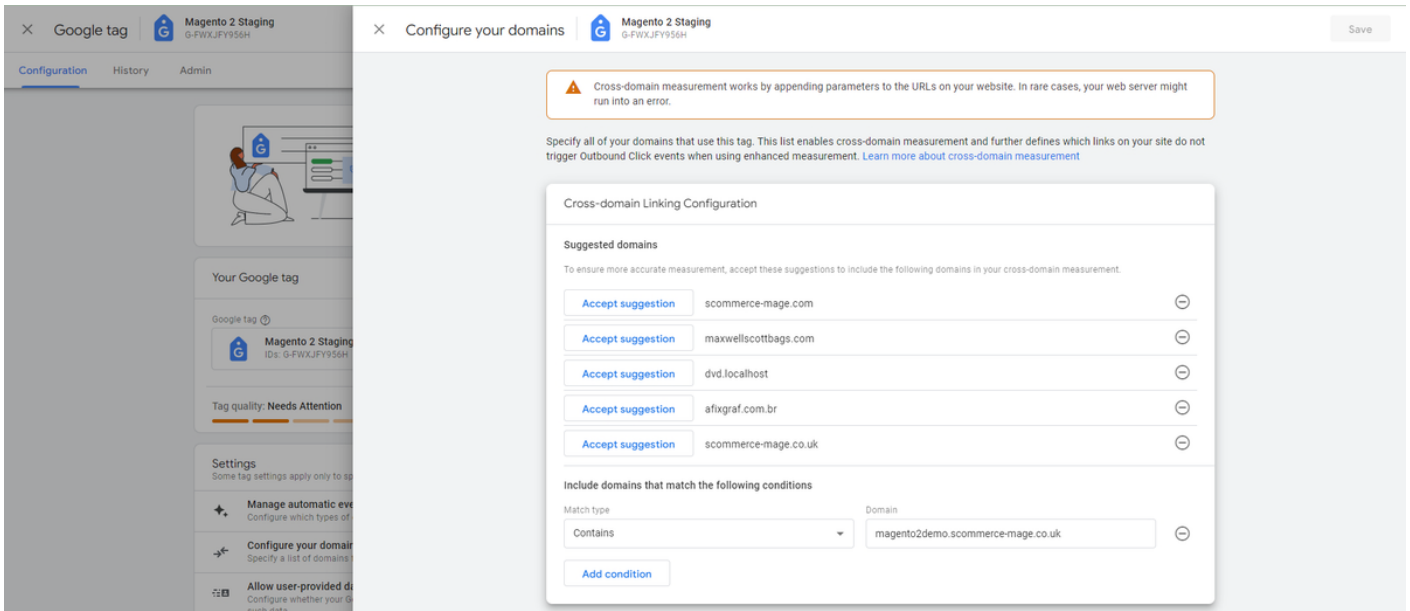 Google tag
Magento 2 Staging
G-FWXJFY956H
Configuration History Admin
Your Google tag
Google tag
Magento 2 Staging
IDs: G-FWXJFY956H
Tag quality: Needs Attention
Settings
Some tag settings apply only to sp
Manage automatic eve
Configure which types of
Configure your domain
Specify a list of domains
Allow user-provided da
Configure whether your G
such data
Configure your domains
Magento 2 Staging
G-FWXJFY956H
Save
Cross-domain measurement works by appending parameters to the URLs on your website. In rare cases, your web server might
run into an error.
Specify all of your domains that use this tag. This list enables cross-domain measurement and further defines which links on your site do not
trigger Outbound Click events when using enhanced measurement. Learn more about cross-domain measurement
Cross-domain Linking Configuration
Suggested domains
To ensure more accurate measurement, accept these suggestions to include the following domains in your cross-domain measurement.
Accept suggestion scommerce-mage.com
Accept suggestion maxwellscottbags.com
Accept suggestion dvd.localhost
Accept suggestion afixgraf.com.br
Accept suggestion scommerce-mage.co.uk
Include domains that match the following conditions
Match type Domain
Contains magento2demo.scommerce-mage.co.uk
Add condition